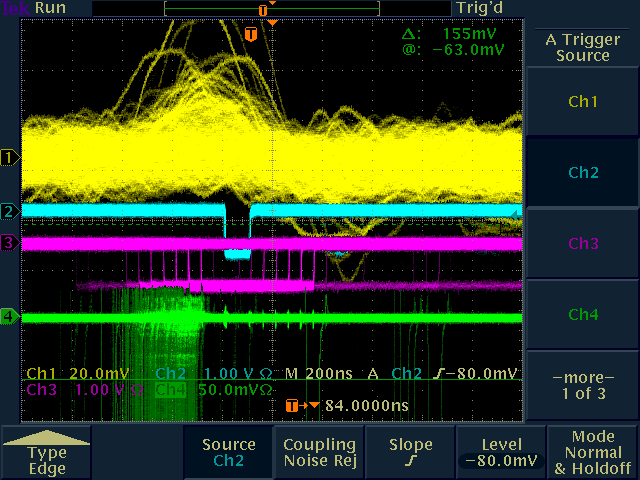 Tek Run Trig'd
T
T
Δ: 155mV
@: −63.0mV
A Trigger
Source
Ch1
Ch2
Ch3
Ch4
−more−
1 of 3
1
2
3
4
Ch1 20.0mV Ch2 1.00 V Ω M 200ns A Ch2 ʃ −80.0mV
Ch3 1.00 V Ω Ch4 50.0mVΩ
T 84.0000ns
Type
Edge
Source
Ch2
Coupling
Noise Rej
Slope
ʃ
Level
−80.0mV
Mode
Normal
& Holdoff